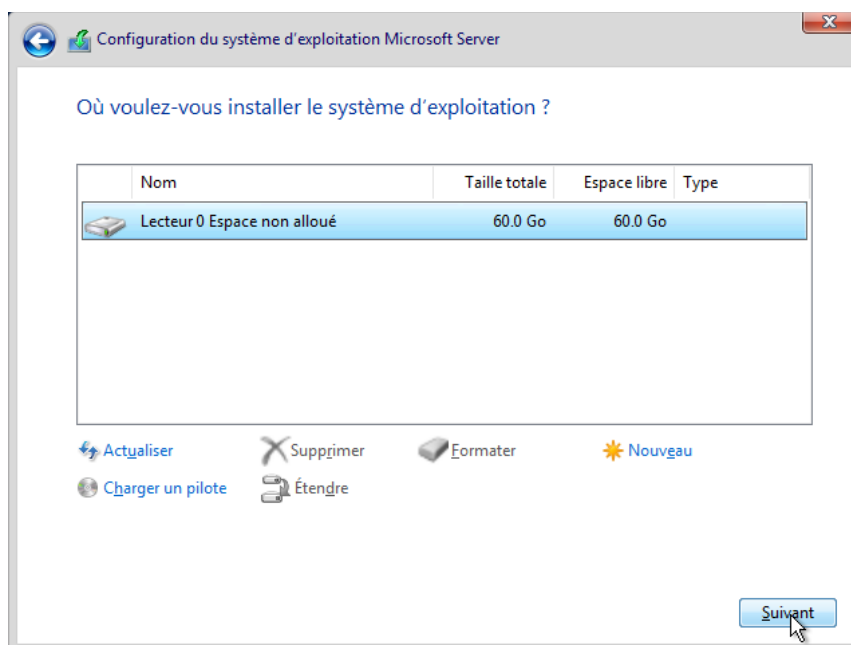 Configuration du système d'exploitation Microsoft Server
Où voulez-vous installer le système d'exploitation ?
Nom Taille totale Espace libre Type
Lecteur 0 Espace non alloué 60.0 Go 60.0 Go
Actualiser Supprimer Formater Nouveau
Charger un pilote Étendre
Suivant